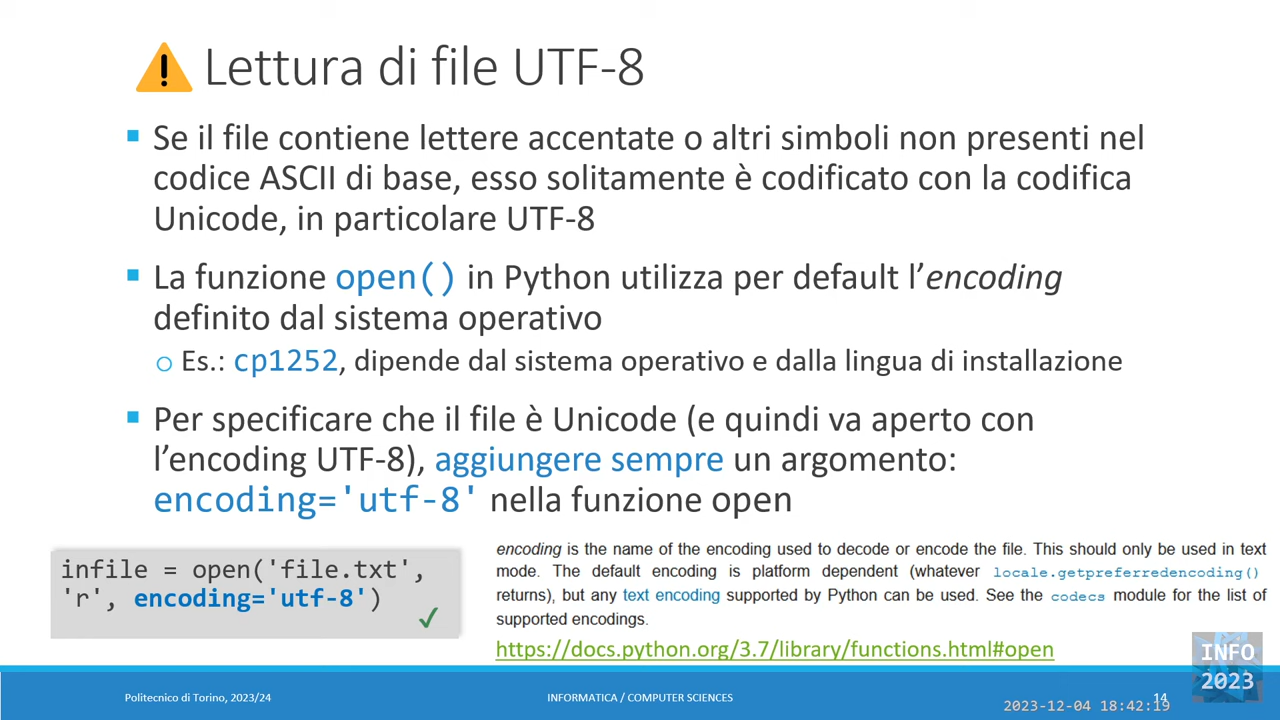 Lettura di file UTF-8
▪ Se il file contiene lettere accentate o altri simboli non presenti nel
codice ASCII di base, esso solitamente è codificato con la codifica
Unicode, in particolare UTF-8
▪ La funzione open() in Python utilizza per default l’encoding
definito dal sistema operativo
o Es.: cp1252, dipende dal sistema operativo e dalla lingua di installazione
▪ Per specificare che il file è Unicode (e quindi va aperto con
l’encoding UTF-8), aggiungere sempre un argomento:
encoding='utf-8' nella funzione open
infile = open('file.txt',
'r', encoding='utf-8')
encoding is the name of the encoding used to decode or encode the file. This should only be used in text
mode. The default encoding is platform dependent (whatever locale.getpreferredencoding()
returns), but any text encoding supported by Python can be used. See the codecs module for the list of
supported encodings.
https://docs.python.org/3.7/library/functions.html#open
INFO
2023
Politecnico di Torino, 2023/24
INFORMATICA / COMPUTER SCIENCES
14
2023-12-04 18:42:19